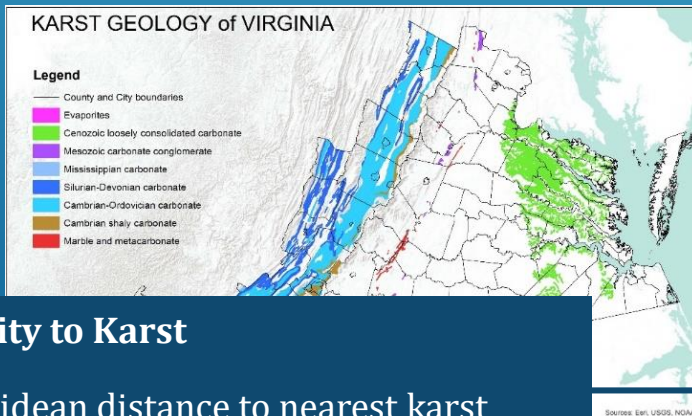 KARST GEOLOGY of VIRGINIA
Legend
County and City boundaries
Evaporites
Cenozoic loosely consolidated carbonate
Mesozoic carbonate conglomerate
Mississippian carbonate
Silurian-Devonian carbonate
Cambrian-Ordovician carbonate
Cambrian shaly carbonate
Marble and metacarbonate
ity to Karst
idean distance to nearest karst
Sources: Esri, USGS, NOAA